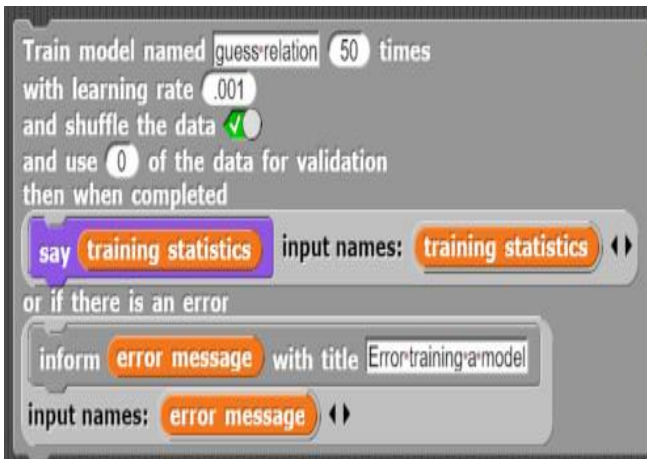 Train model named guess relation 50 times
with learning rate .001
and shuffle the data
and use 0 of the data for validation
then when completed
say training statistics input names: training statistics
or if there is an error
inform error message with title Error training a model
input names: error message